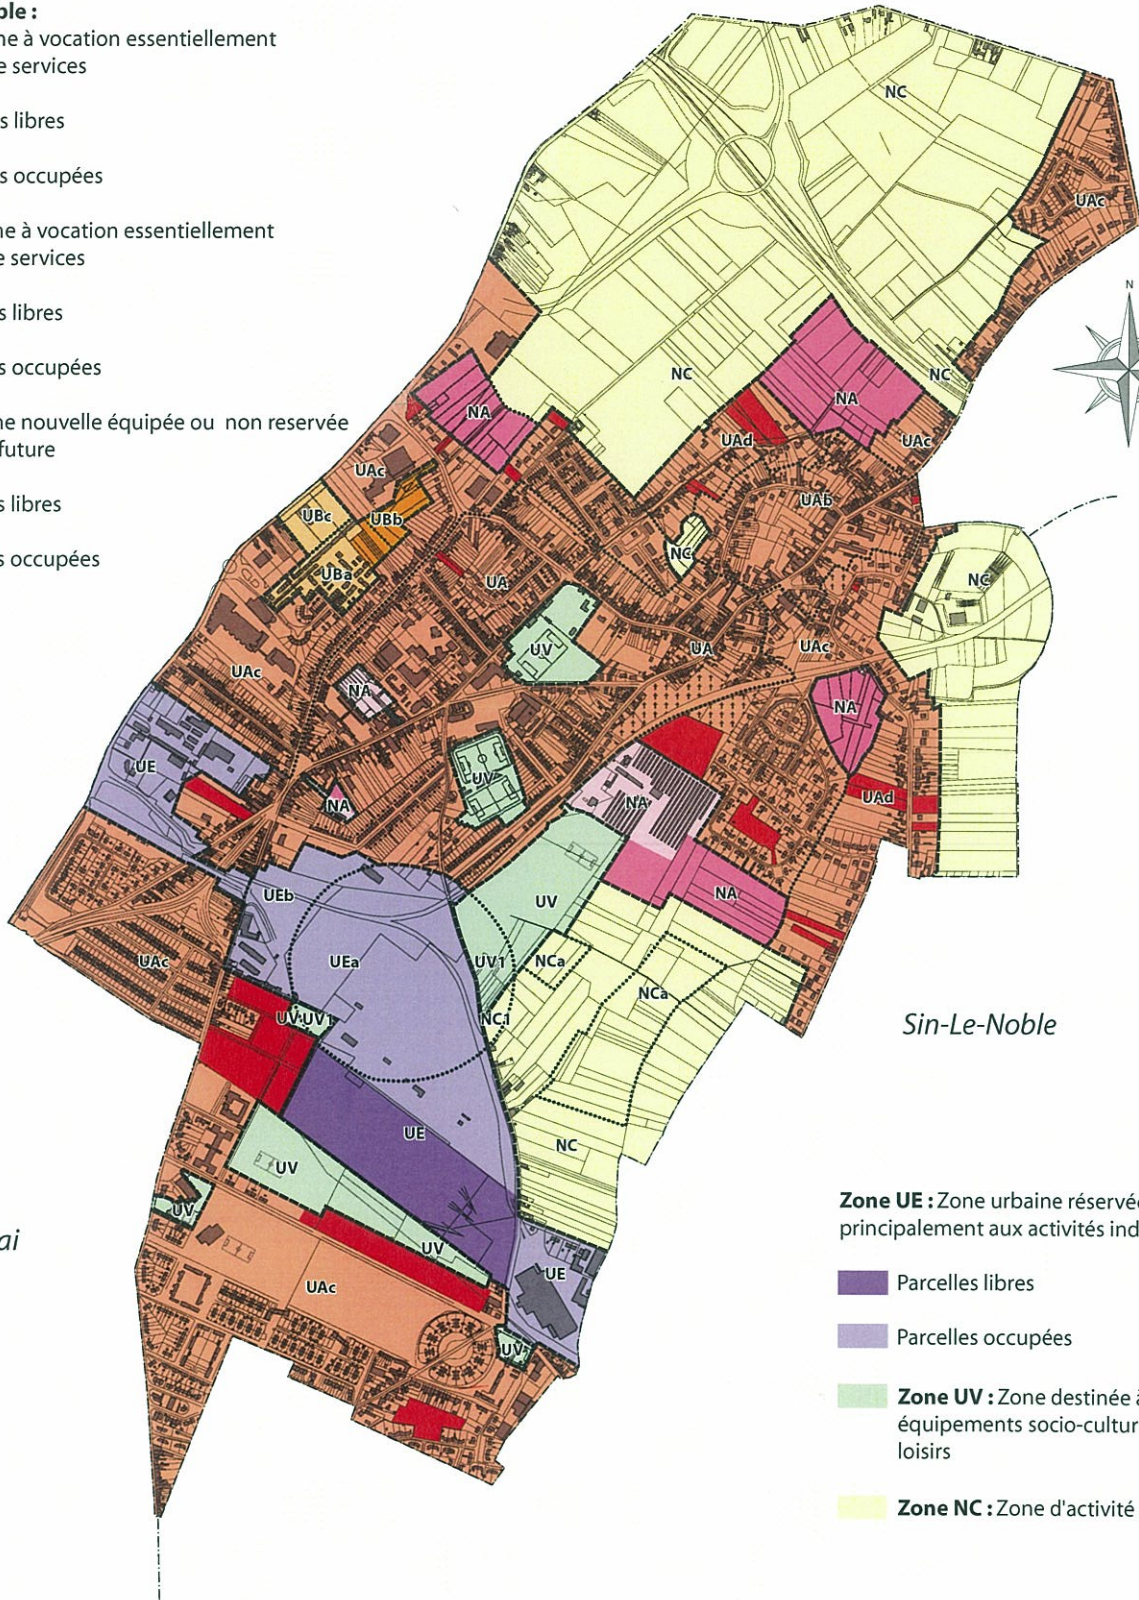 ble :
ne à vocation essentiellement
e services
s libres
s occupées
ne à vocation essentiellement
e services
s libres
s occupées
ne nouvelle équipée ou non reservée
future
s libres
s occupées
NC
UAc
N
NC
NC
NA
NA
UAd
UAc
UAc
UAb
UBc
UBb
NC
UBa
UA
NC
UV
UA
UAc
UAc
NA
NA
UE
UV
NA
NA
UAd
UEb
NA
UV
UAc
UEa
UV1
NCa
NCa
UV
UV1
NC1
Sin-Le-Noble
UE
NC
UV
UV
ai
UV
UE
UAc
UV
Zone UE : Zone urbaine réservée
principalement aux activités ind
Parcelles libres
Parcelles occupées
Zone UV : Zone destinée à
équipements socio-cultur
loisirs
Zone NC : Zone d'activité